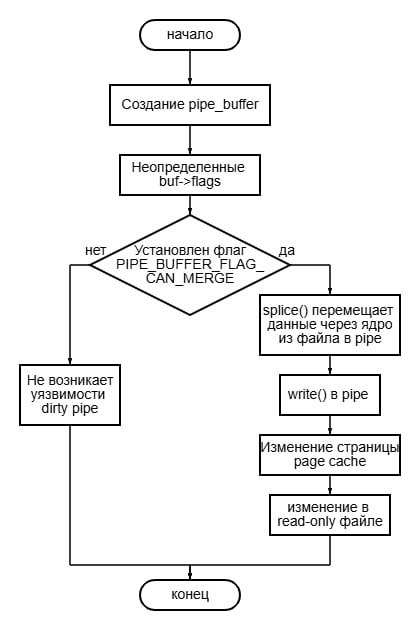 начало
Создание pipe_buffer
Неопределенные
buf->flags
нет
Установлен флаг
PIPE_BUFFER_FLAG_
CAN_MERGE
да
splice() перемещает
данные через ядро
из файла в pipe
Не возникает
уязвимости
dirty pipe
write() в pipe
Изменение страницы
page cache
изменение в
read-only файле
конец